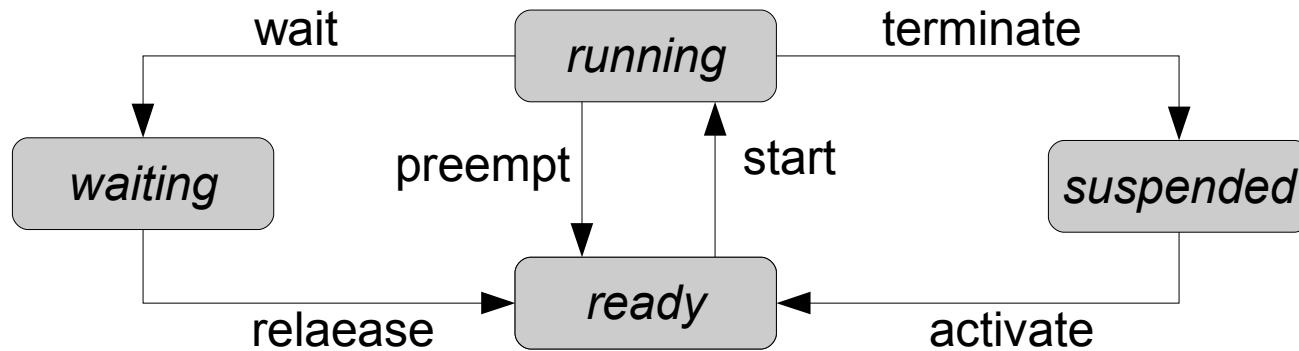 wait
running
terminate
waiting
preempt
start
suspended
ready
relaease
activate